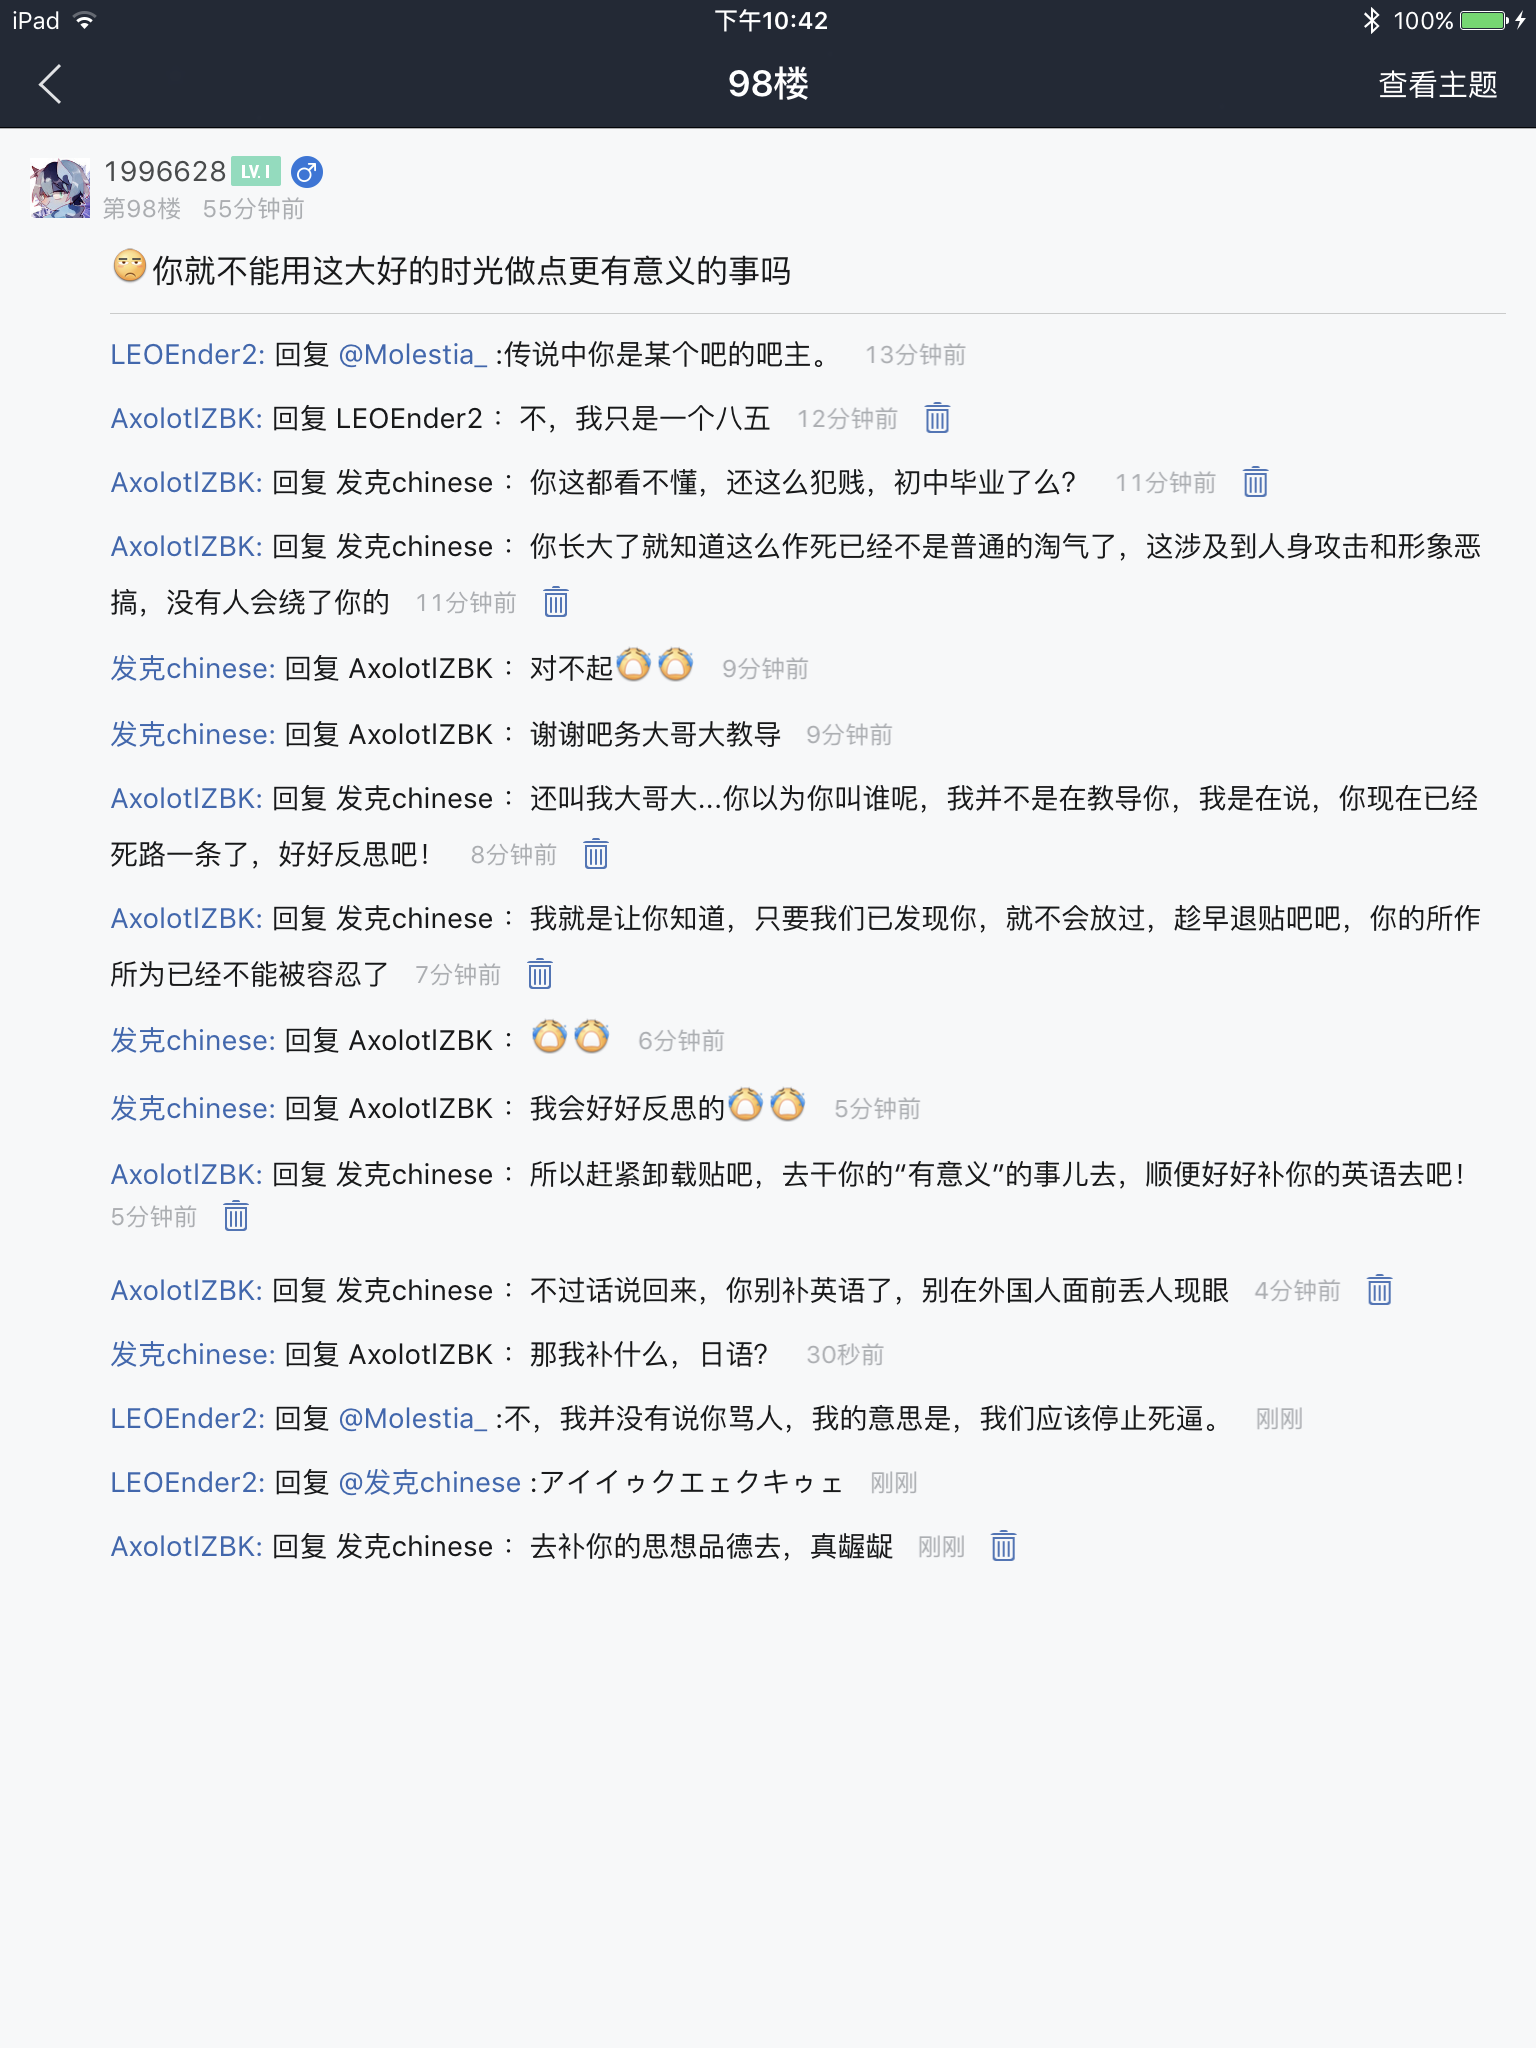 iPad 下午10:42 100%
98楼 查看主题
1996628 LV.1
第98楼 55分钟前
你就不能用这大好的时光做点更有意义的事吗
LEOEnder2: 回复 @Molestia_ :传说中你是某个吧的吧主。 13分钟前
AxolotlZBK: 回复 LEOEnder2 : 不，我只是一个八五 12分钟前
AxolotlZBK: 回复 发克chinese : 你这都看不懂，还这么犯贱，初中毕业了么？ 11分钟前
AxolotlZBK: 回复 发克chinese : 你长大了就知道这么作死已经不是普通的淘气了，这涉及到人身攻击和形象恶
搞，没有人会绕了你的 11分钟前
发克chinese: 回复 AxolotlZBK : 对不起 9分钟前
发克chinese: 回复 AxolotlZBK : 谢谢吧务大哥大教导 9分钟前
AxolotlZBK: 回复 发克chinese : 还叫我大哥大...你以为你叫谁呢，我并不是在教导你，我是在说，你现在已经
死路一条了，好好反思吧！ 8分钟前
AxolotlZBK: 回复 发克chinese : 我就是让你知道，只要我们已发现你，就不会放过，趁早退贴吧吧，你的所作
所为已经不能被容忍了 7分钟前
发克chinese: 回复 AxolotlZBK : 6分钟前
发克chinese: 回复 AxolotlZBK : 我会好好反思的 5分钟前
AxolotlZBK: 回复 发克chinese : 所以赶紧卸载贴吧，去干你的“有意义”的事儿去，顺便好好补你的英语去吧！
5分钟前
AxolotlZBK: 回复 发克chinese : 不过话说回来，你别补英语了，别在外国人面前丢人现眼 4分钟前
发克chinese: 回复 AxolotlZBK : 那我补什么，日语？ 30秒前
LEOEnder2: 回复 @Molestia_ :不，我并没有说你骂人，我的意思是，我们应该停止死逼。 刚刚
LEOEnder2: 回复 @发克chinese :アイイゥクエェクキゥェ 刚刚
AxolotlZBK: 回复 发克chinese : 去补你的思想品德去，真龌龊 刚刚